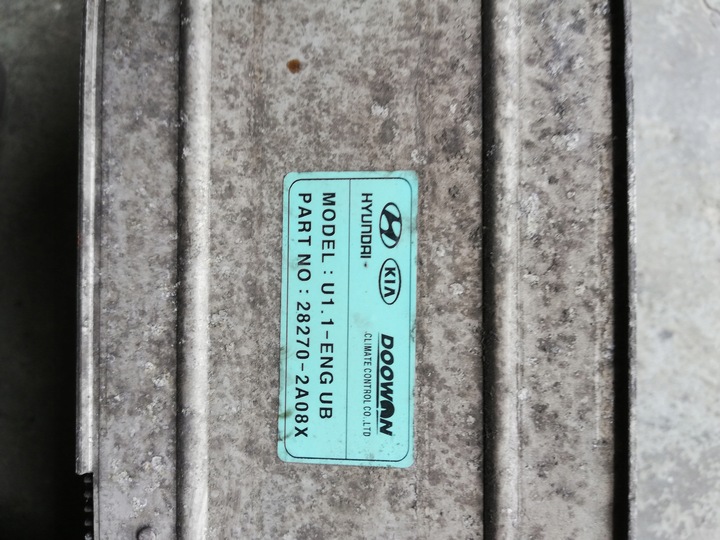 HYUNDAI
KIA
DOOWON
CLIMATE CONTROL CO.,LTD
MODEL : U1.1-ENG UB
PART NO : 28270-2A08X